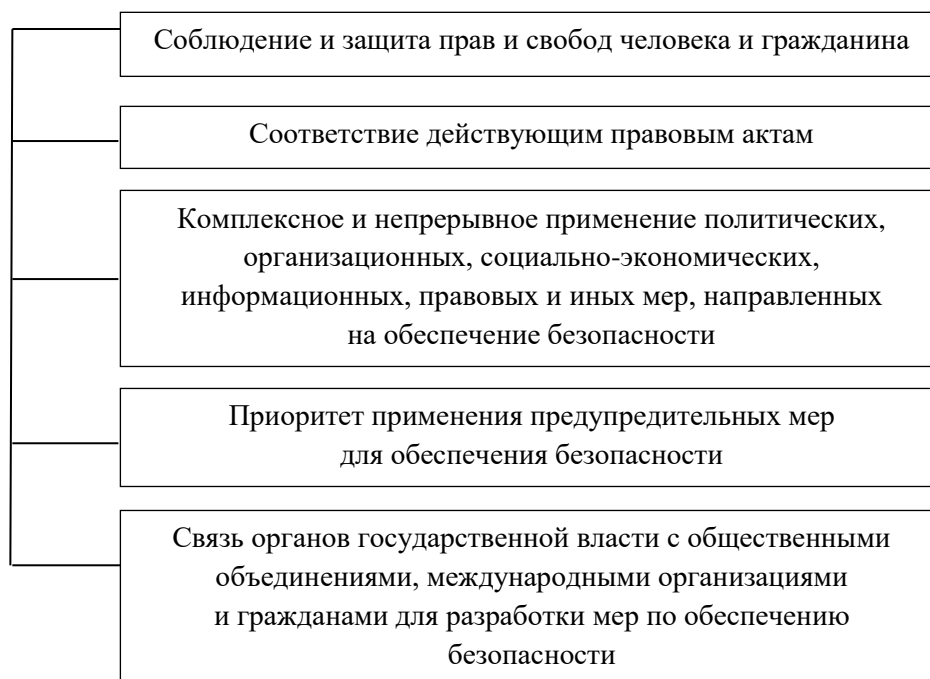 Соблюдение и защита прав и свобод человека и гражданина
Соответствие действующим правовым актам
Комплексное и непрерывное применение политических,
организационных, социально-экономических,
информационных, правовых и иных мер, направленных
на обеспечение безопасности
Приоритет применения предупредительных мер
для обеспечения безопасности
Связь органов государственной власти с общественными
объединениями, международными организациями
и гражданами для разработки мер по обеспечению
безопасности